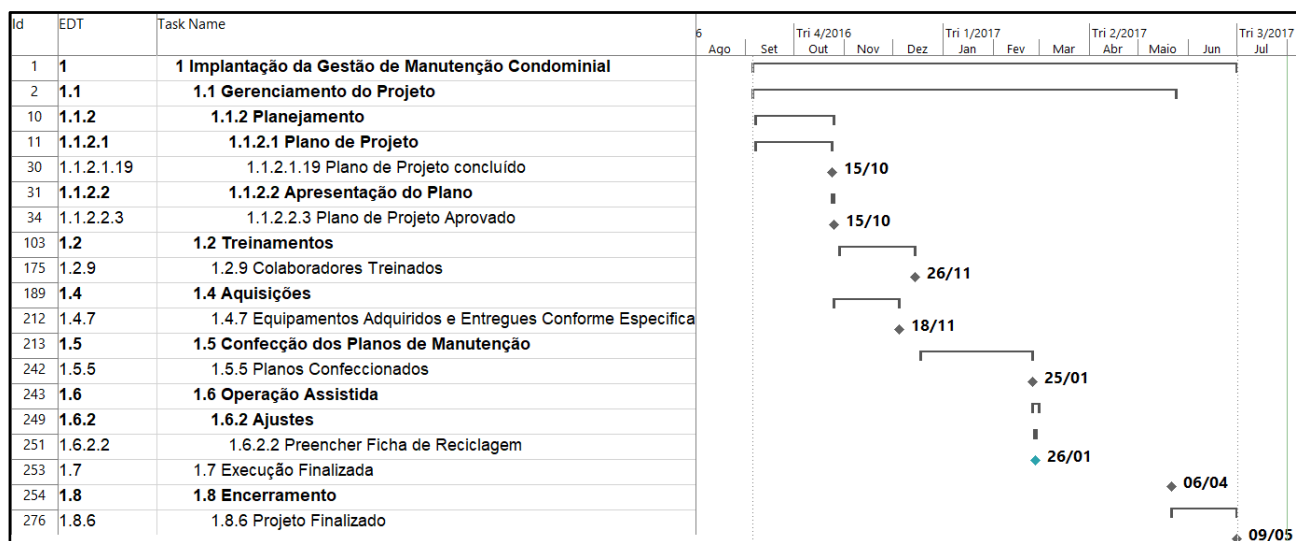 Id EDT Task Name 6 Tri 4/2016 Tri 1/2017 Tri 2/2017 Tri 3/2017
Ago Set Out Nov Dez Jan Fev Mar Abr Maio Jun Jul
1 1 1 Implantação da Gestão de Manutenção Condominial
2 1.1 1.1 Gerenciamento do Projeto
10 1.1.2 1.1.2 Planejamento
11 1.1.2.1 1.1.2.1 Plano de Projeto
30 1.1.2.1.19 1.1.2.1.19 Plano de Projeto concluído 15/10
31 1.1.2.2 1.1.2.2 Apresentação do Plano
34 1.1.2.2.3 1.1.2.2.3 Plano de Projeto Aprovado 15/10
103 1.2 1.2 Treinamentos
175 1.2.9 1.2.9 Colaboradores Treinados 26/11
189 1.4 1.4 Aquisições
212 1.4.7 1.4.7 Equipamentos Adquiridos e Entregues Conforme Especifica 18/11
213 1.5 1.5 Confecção dos Planos de Manutenção
242 1.5.5 1.5.5 Planos Confeccionados 25/01
243 1.6 1.6 Operação Assistida
249 1.6.2 1.6.2 Ajustes
251 1.6.2.2 1.6.2.2 Preencher Ficha de Reciclagem 26/01
253 1.7 1.7 Execução Finalizada 06/04
254 1.8 1.8 Encerramento
276 1.8.6 1.8.6 Projeto Finalizado 09/05